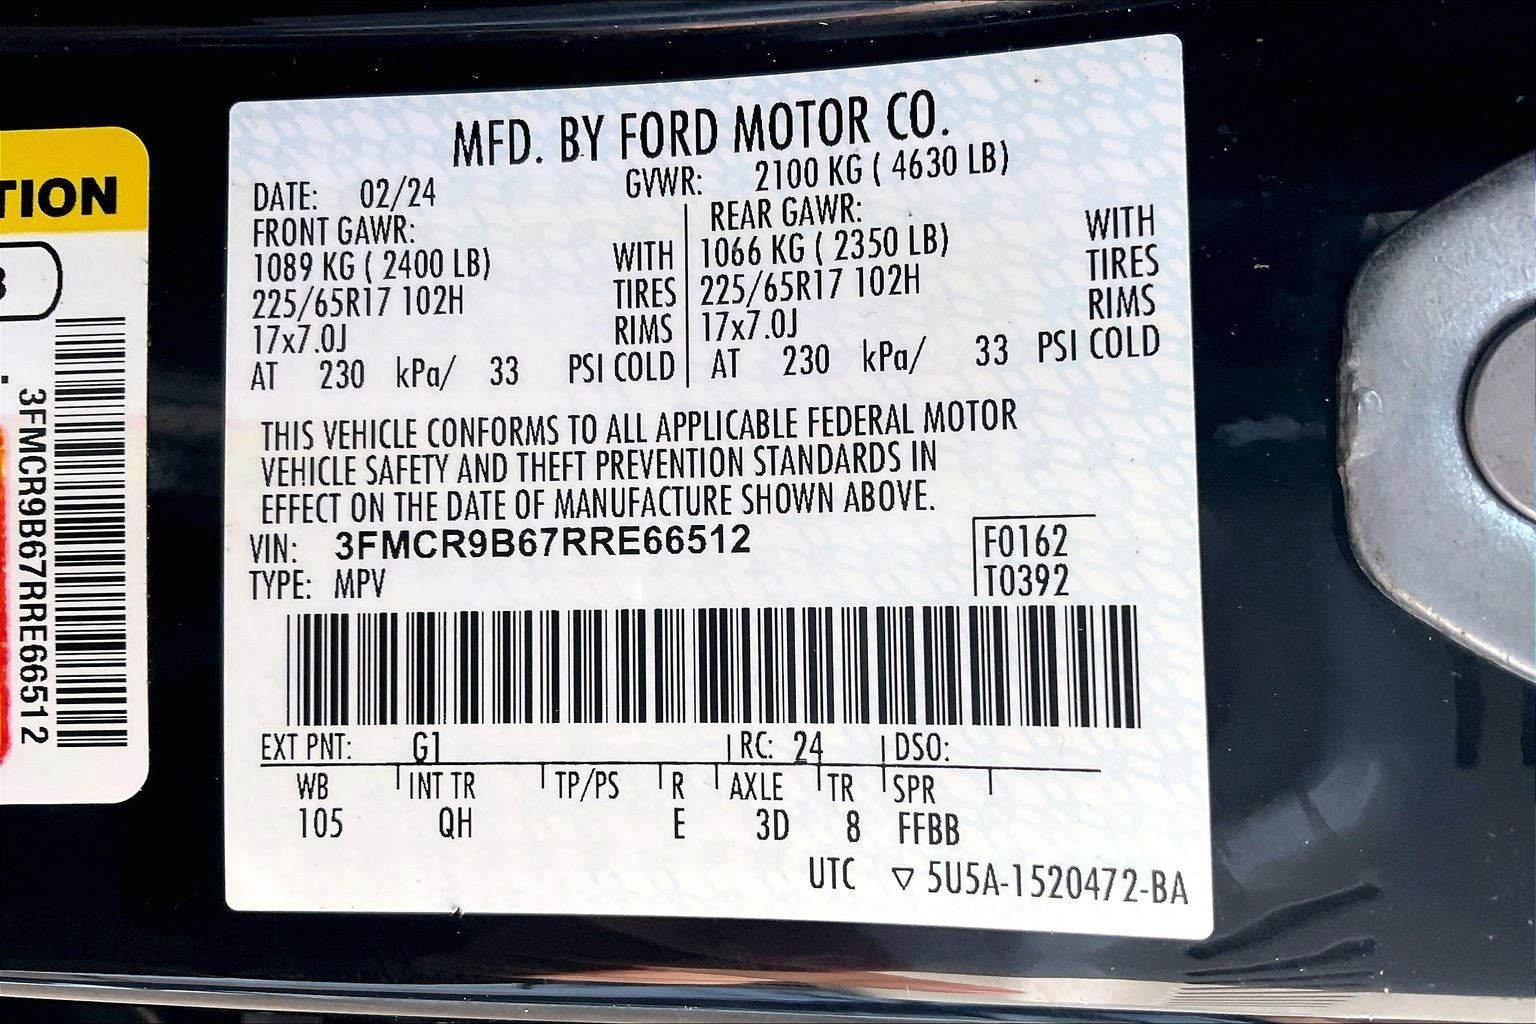 TION
3FMCR9B67RRE66512
MFD. BY FORD MOTOR CO.
DATE: 02/24 GVWR: 2100 KG ( 4630 LB)
FRONT GAWR: REAR GAWR:
1089 KG ( 2400 LB) WITH 1066 KG ( 2350 LB) WITH
225/65R17 102H TIRES 225/65R17 102H TIRES
17x7.0J RIMS 17x7.0J RIMS
AT 230 kPa/ 33 PSI COLD AT 230 kPa/ 33 PSI COLD
THIS VEHICLE CONFORMS TO ALL APPLICABLE FEDERAL MOTOR
VEHICLE SAFETY AND THEFT PREVENTION STANDARDS IN
EFFECT ON THE DATE OF MANUFACTURE SHOWN ABOVE.
VIN: 3FMCR9B67RRE66512 F0162
TYPE: MPV T0392
EXT PNT: G1 RC: 24 DSO:
WB INT TR TP/PS R AXLE TR SPR
105 QH E 3D 8 FFBB
UTC ▽ 5U5A-1520472-BA